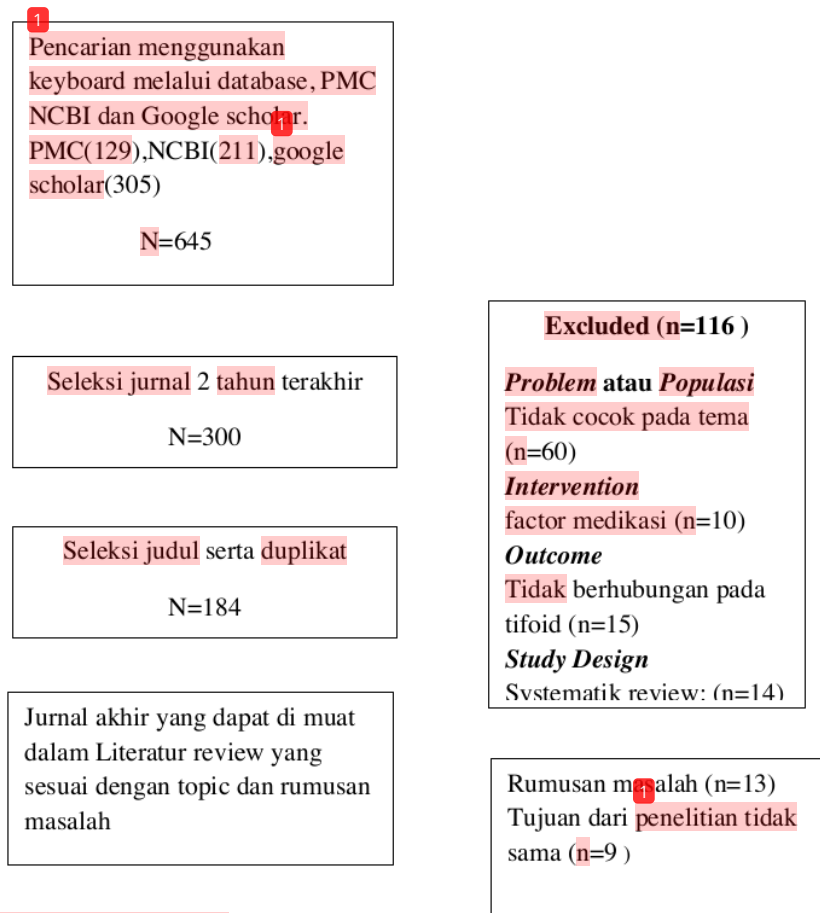 1
Pencarian menggunakan
keyboard melalui database, PMC
NCBI dan Google scholar.
1
PMC(129),NCBI(211),google
scholar(305)
N=645
Seleksi jurnal 2 tahun terakhir
N=300
Seleksi judul serta duplikat
N=184
Jurnal akhir yang dapat di muat
dalam Literatur review yang
sesuai dengan topic dan rumusan
masalah
Excluded (n=116 )
Problem atau Populasi
Tidak cocok pada tema
(n=60)
Intervention
factor medikasi (n=10)
Outcome
Tidak berhubungan pada
tifoid (n=15)
Study Design
Systematik review: (n=14)
Rumusan masalah (n=13)
1
Tujuan dari penelitian tidak
sama (n=9 )